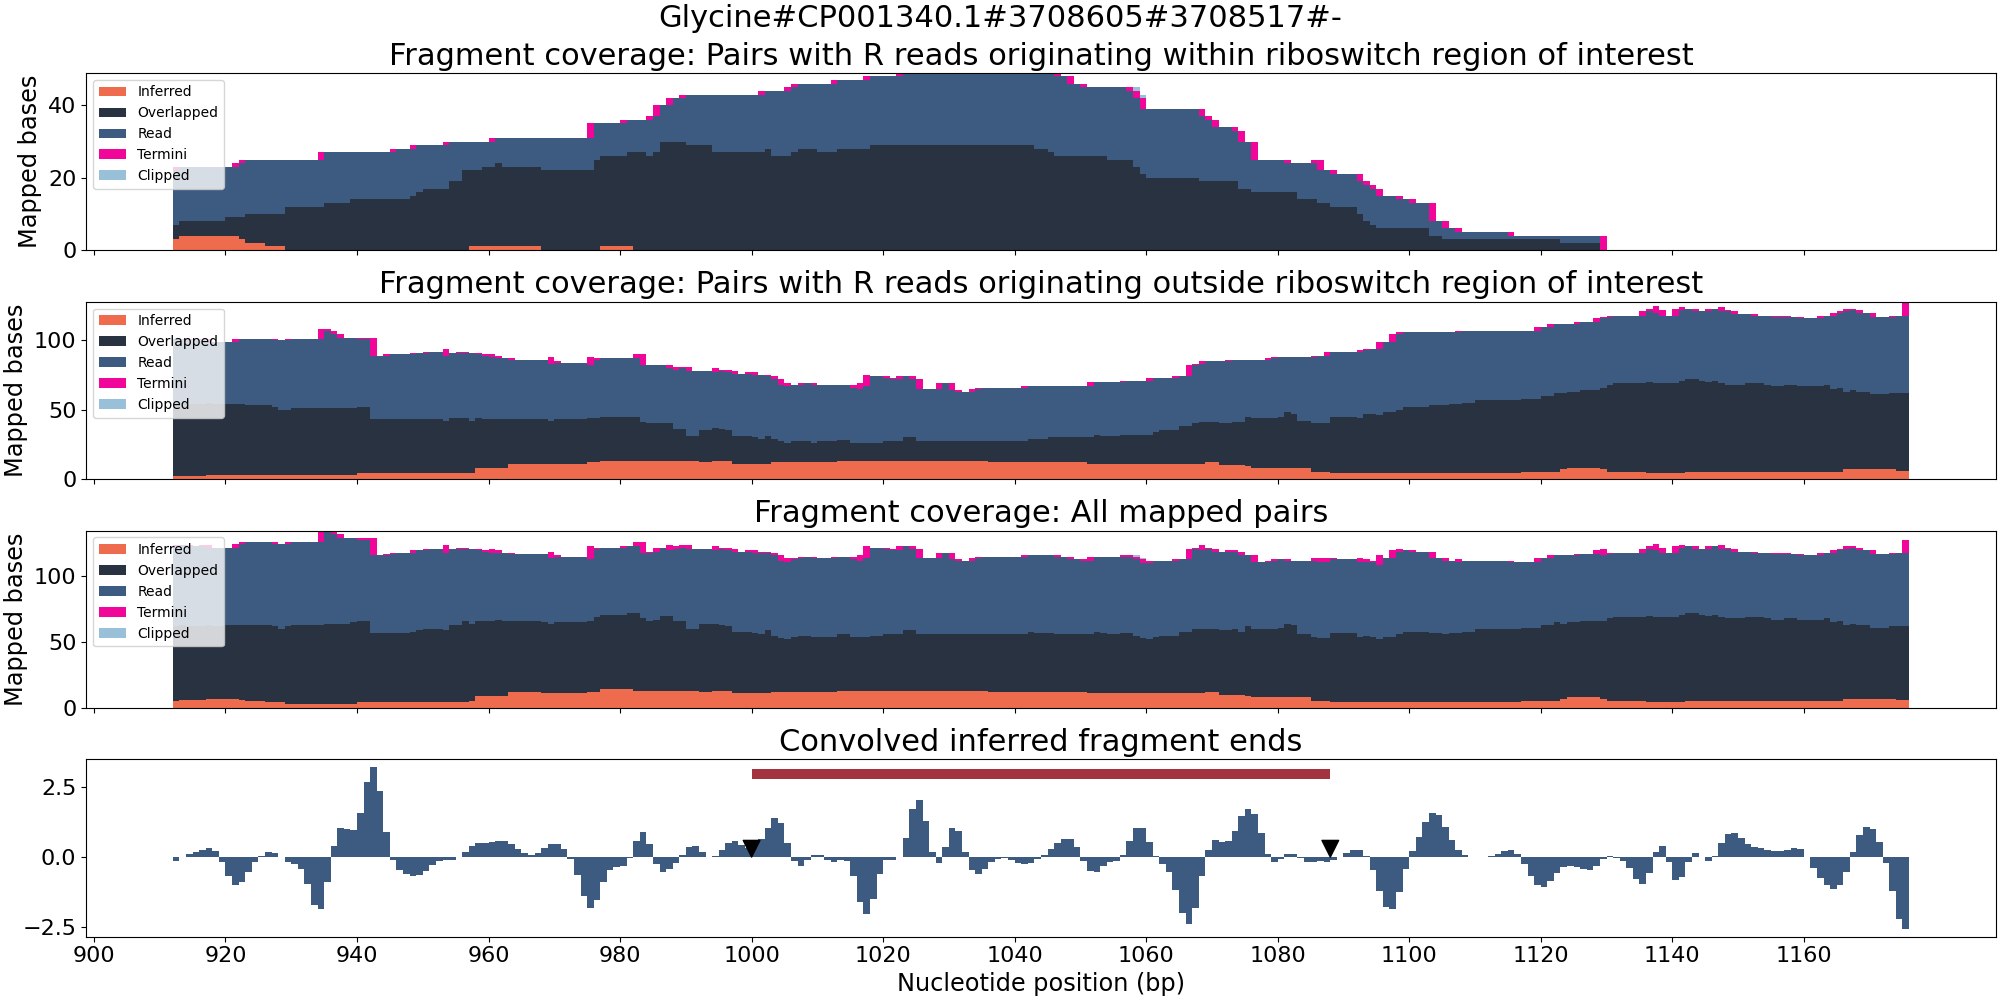 Glycine#CP001340.1#3708605#3708517#-
Fragment coverage: Pairs with R reads originating within riboswitch region of interest
Mapped bases
40
20
0
Inferred
Overlapped
Read
Termini
Clipped
Fragment coverage: Pairs with R reads originating outside riboswitch region of interest
Mapped bases
100
50
0
Inferred
Overlapped
Read
Termini
Clipped
Fragment coverage: All mapped pairs
Mapped bases
100
50
0
Inferred
Overlapped
Read
Termini
Clipped
Convolved inferred fragment ends
2.5
0.0
−2.5
900 920 940 960 980 1000 1020 1040 1060 1080 1100 1120 1140 1160
Nucleotide position (bp)